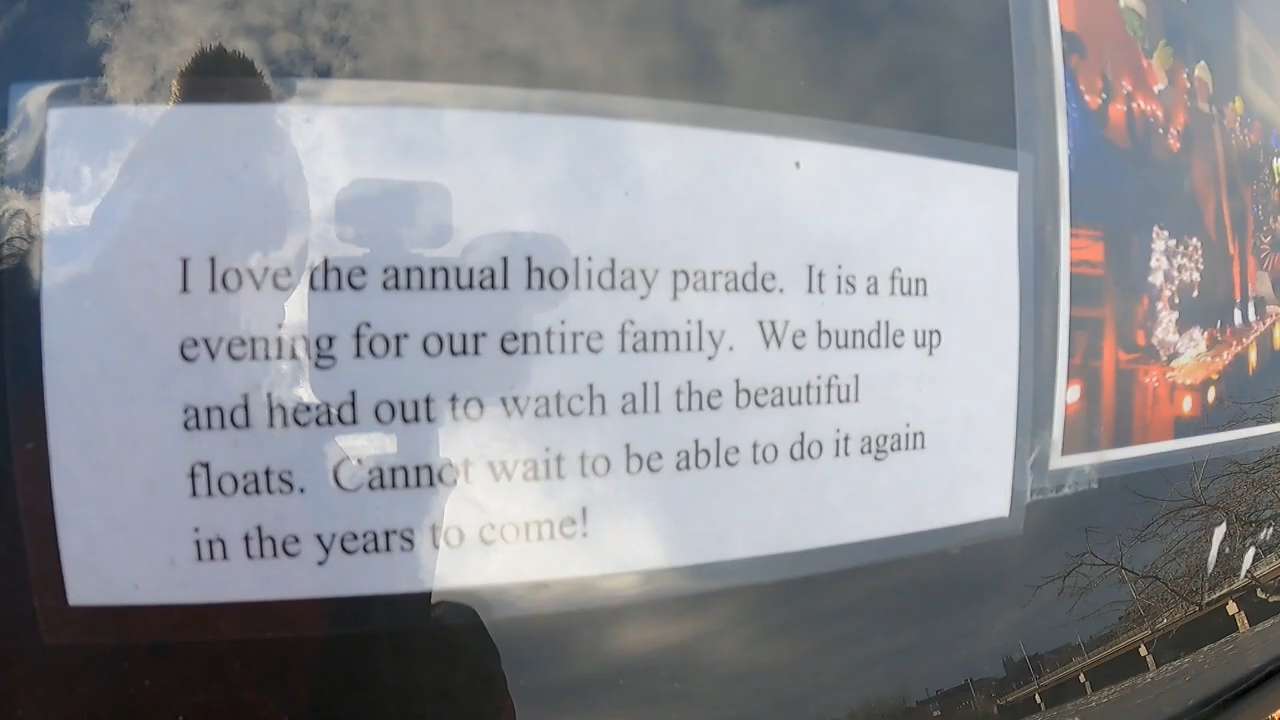 I love the annual holiday parade. It is a fun
evening for our entire family. We bundle up
and head out to watch all the beautiful
floats. Cannot wait to be able to do it again
in the years to come!